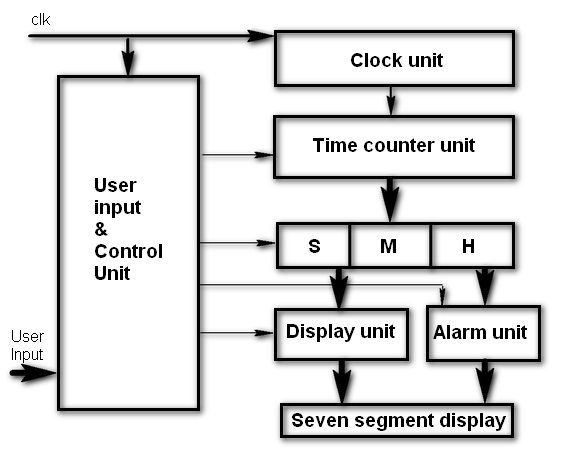 clk
Clock unit
Time counter unit
User
input
&
Control
Unit
S M H
Display unit
Alarm unit
User
Input
Seven segment display